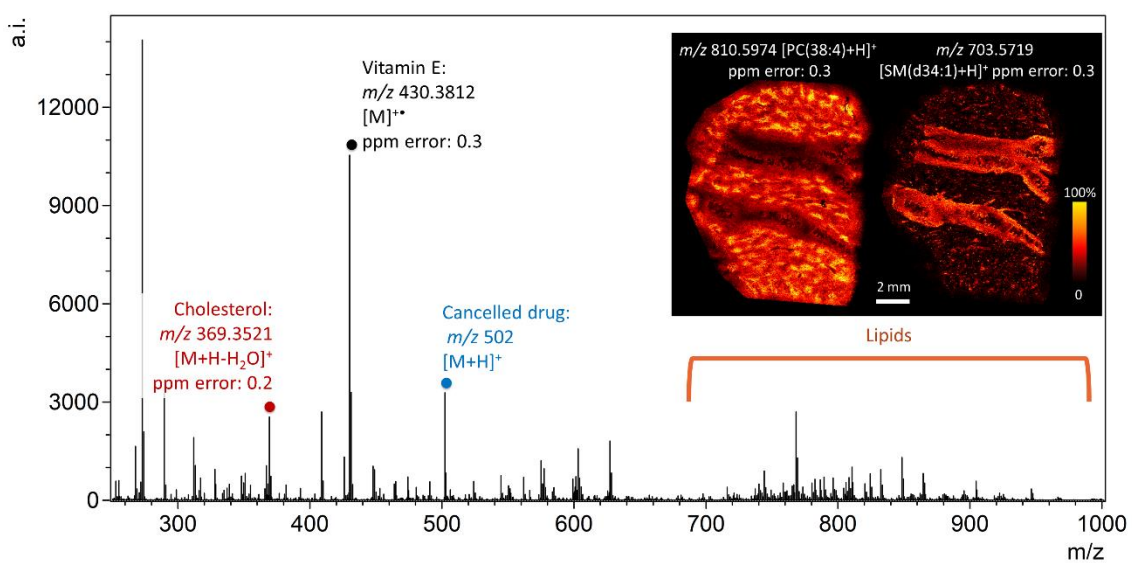 a.i.
12000
9000
6000
3000
0
300
400
500
600
700
800
900
1000
m/z
Vitamin E:
m/z 430.3812
[M]⁺•
ppm error: 0.3
Cholesterol:
m/z 369.3521
[M+H-H₂O]⁺
ppm error: 0.2
Cancelled drug:
m/z 502
[M+H]⁺
m/z 810.5974 [PC(38:4)+H]⁺
ppm error: 0.3
m/z 703.5719
[SM(d34:1)+H]⁺ ppm error: 0.3
100%
0
2 mm
Lipids